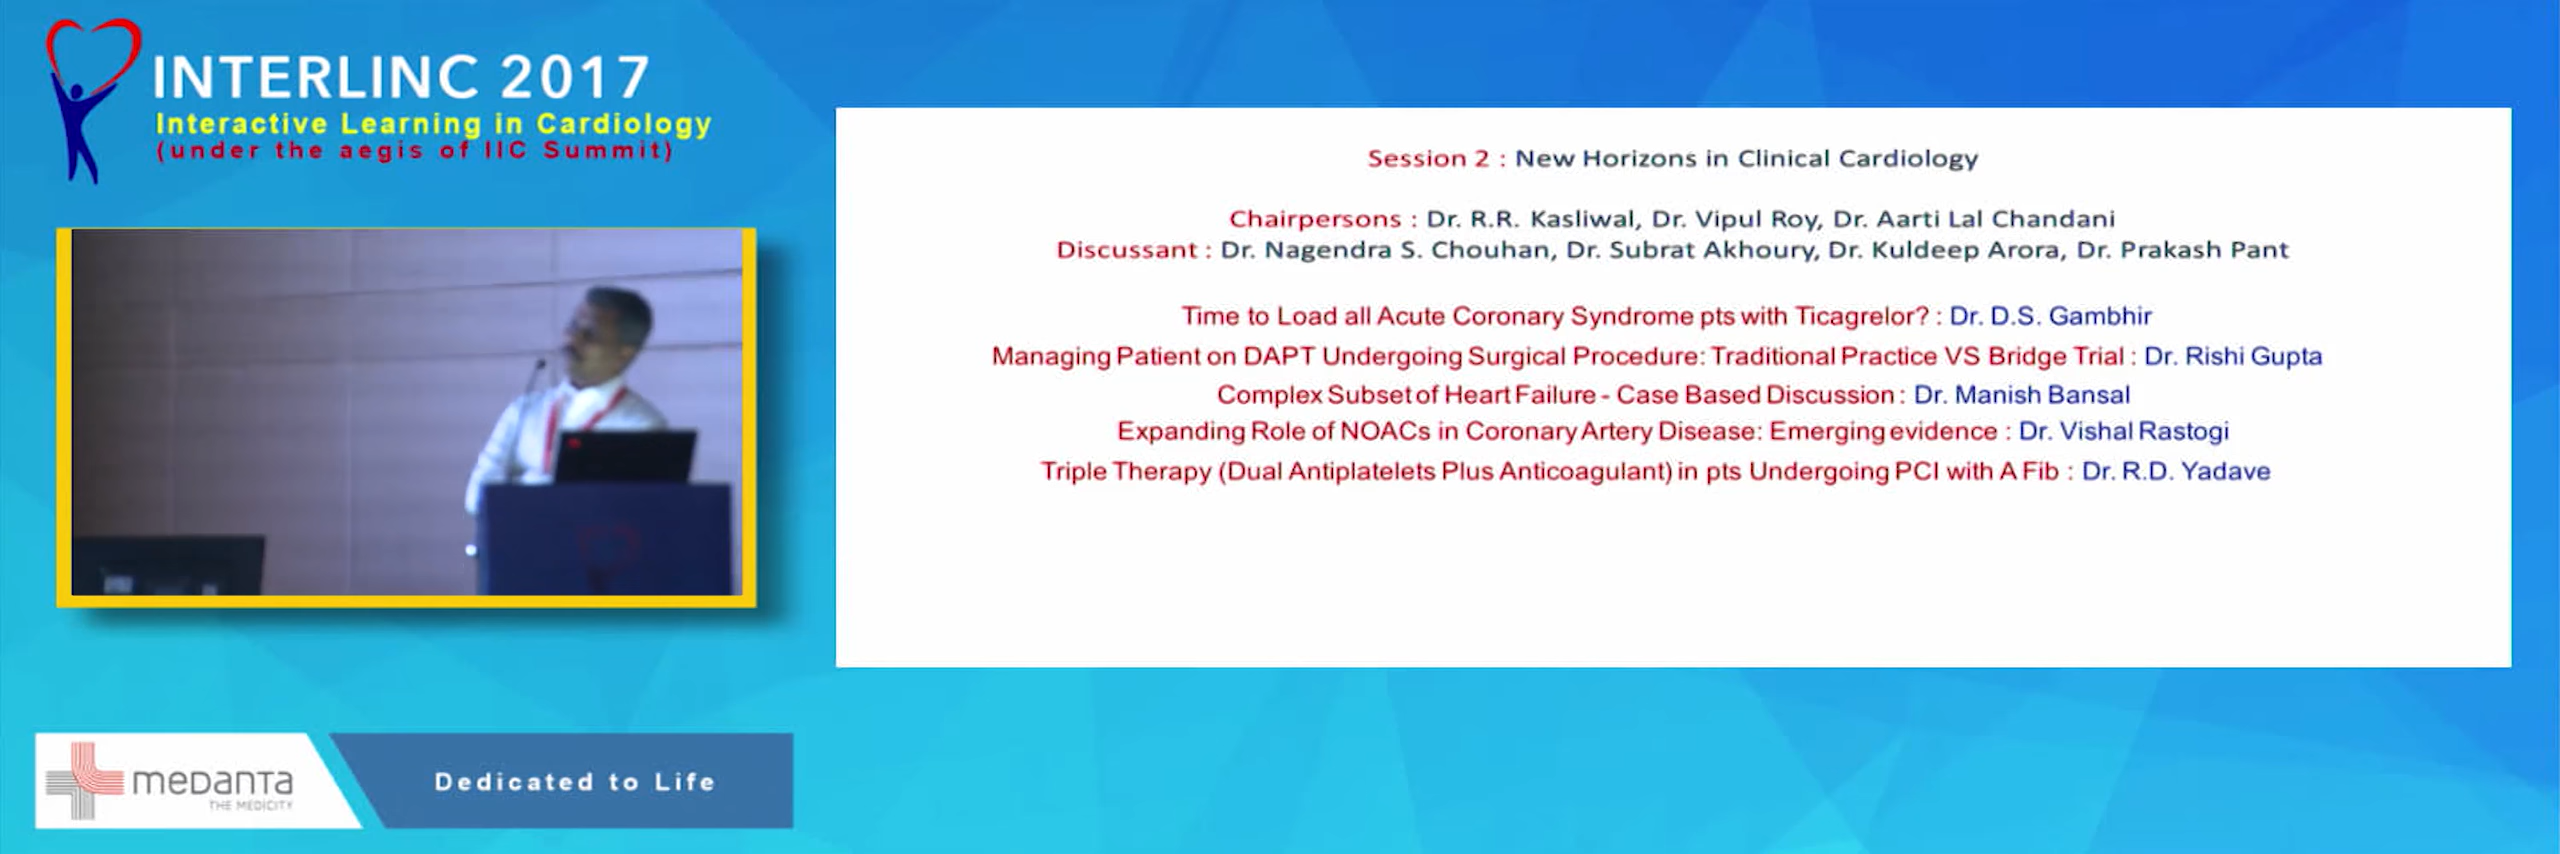 INTERLINC 2017
Interactive Learning in Cardiology
(under the aegis of IIC Summit)
Session 2 : New Horizons in Clinical Cardiology
Chairpersons : Dr. R.R. Kasliwal, Dr. Vipul Roy, Dr. Aarti Lal Chandani
Discussant : Dr. Nagendra S. Chouhan, Dr. Subrat Akhoury, Dr. Kuldeep Arora, Dr. Prakash Pant
Time to Load all Acute Coronary Syndrome pts with Ticagrelor? : Dr. D.S. Gambhir
Managing Patient on DAPT Undergoing Surgical Procedure: Traditional Practice VS Bridge Trial : Dr. Rishi Gupta
Complex Subset of Heart Failure - Case Based Discussion : Dr. Manish Bansal
Expanding Role of NOACs in Coronary Artery Disease: Emerging evidence : Dr. Vishal Rastogi
Triple Therapy (Dual Antiplatelets Plus Anticoagulant) in pts Undergoing PCI with A Fib : Dr. R.D. Yadave
meDanTa
THE MEDICITY
Dedicated to Life